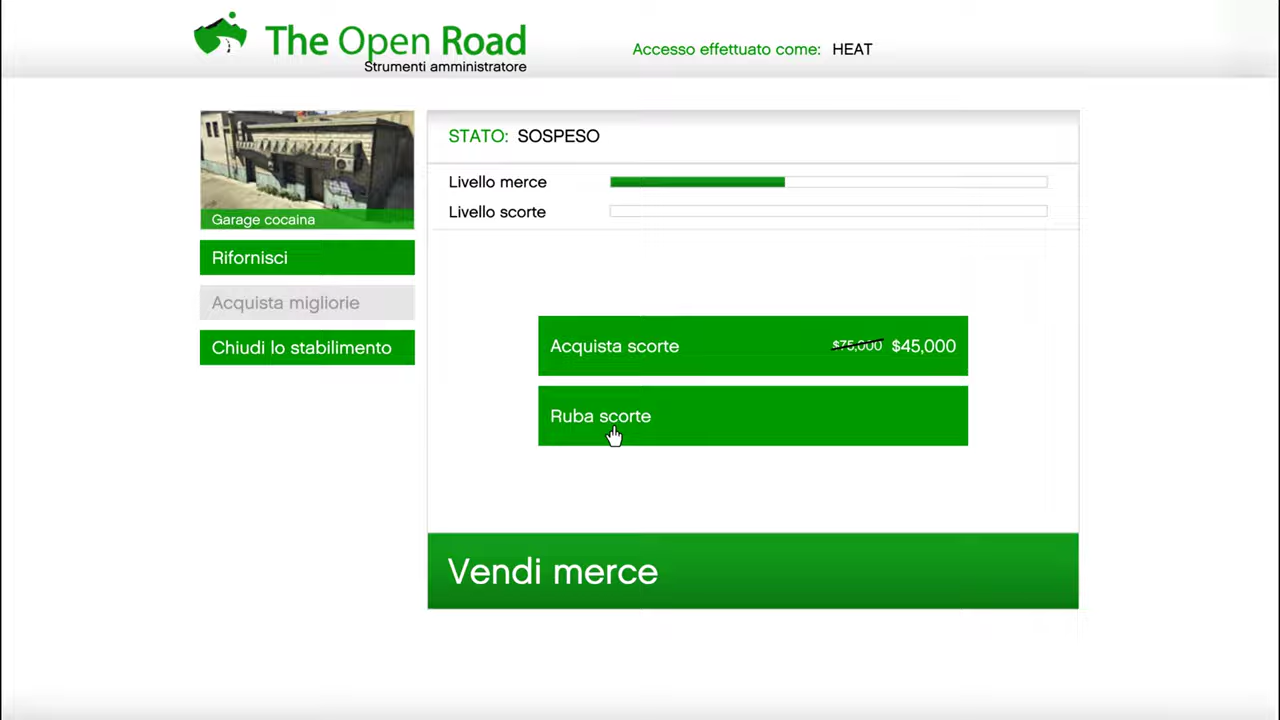 The Open Road
Strumenti amministratore
Accesso effettuato come: HEAT
Garage cocaina
Rifornisci
Acquista migliorie
Chiudi lo stabilimento
STATO: SOSPESO
Livello merce
Livello scorte
Acquista scorte $75,000 $45,000
Ruba scorte
Vendi merce